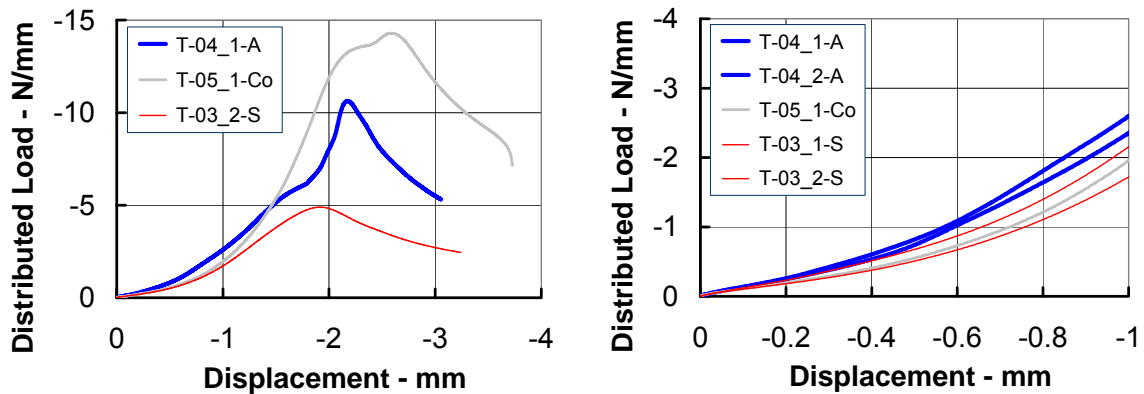 Distributed Load - N/mm
-15
-10
-5
0
T-04_1-A
T-05_1-Co
T-03_2-S
0 -1 -2 -3 -4
Displacement - mm
Distributed Load - N/mm
-4
-3
-2
-1
0
T-04_1-A
T-04_2-A
T-05_1-Co
T-03_1-S
T-03_2-S
0 -0.2 -0.4 -0.6 -0.8 -1
Displacement - mm